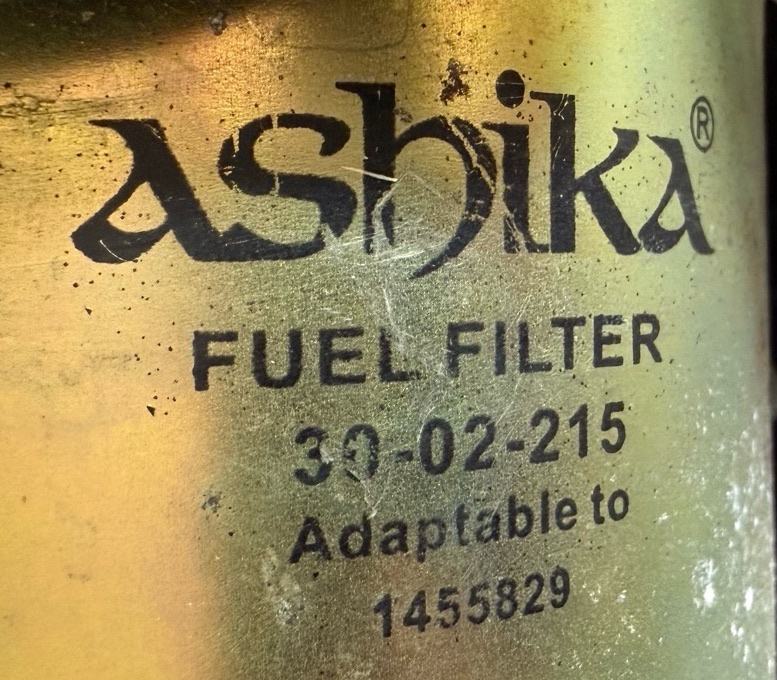 ashika®
FUEL FILTER
30-02-215
Adaptable to
1455829